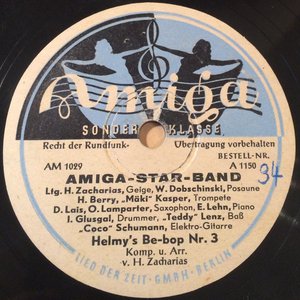 Amiga
SONDER KLASSE
Recht der Rundfunk- Übertragung vorbehalten
BESTELL-NR.
AM 1029 A 1150
34
AMIGA-STAR-BAND
Ltg. H. Zacharias, Geige, W. Dobschinski, Posaune
H. Berry, „Mäki" Kasper, Trompete
D. Lais, O. Lamparter, Saxophon, E. Lehn, Piano
I. Glusgal, Drummer, „Teddy" Lenz, Baß
„Coco" Schumann, Elektro-Gitarre
Helmy's Be-bop Nr. 3
Komp. u. Arr.
v. H. Zacharias
LIED DER ZEIT · GMBH · BERLIN